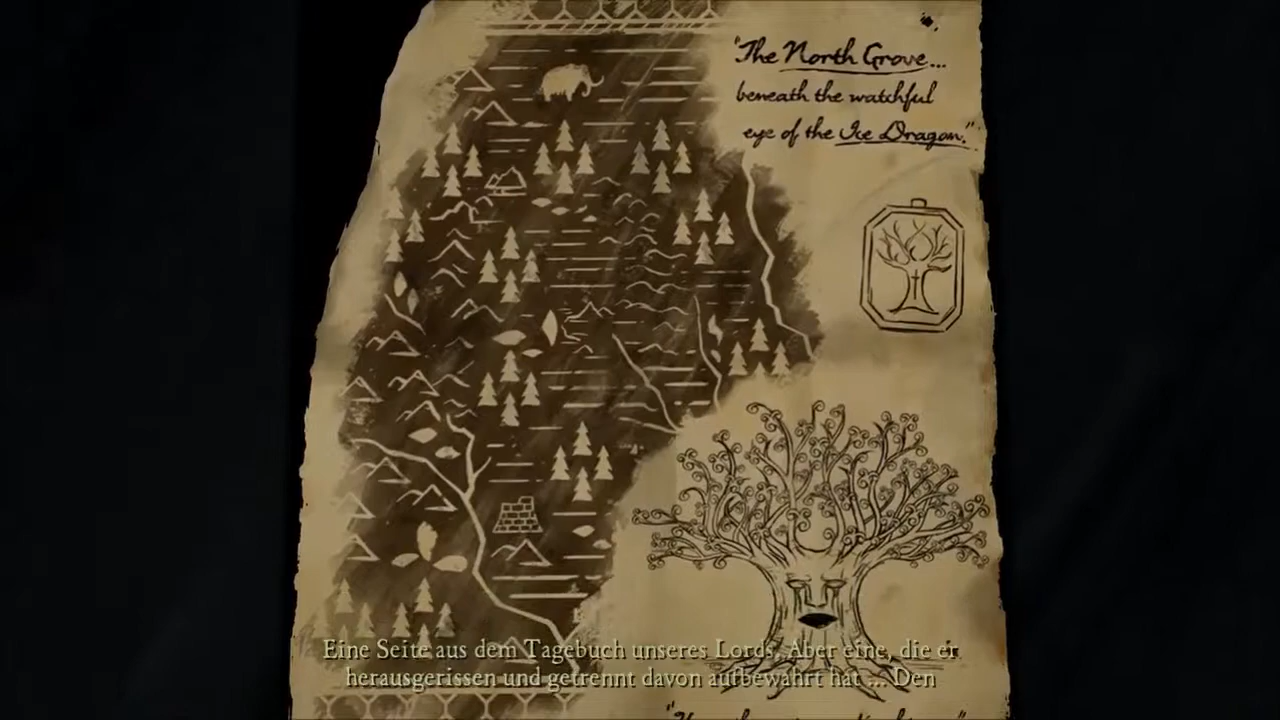 "The North Grove...
beneath the watchful
eye of the Ice Dragon."
Eine Seite aus dem Tagebuch unseres Lords. Aber eine, die er
herausgerissen und getrennt davon aufbewahrt hat ... Den